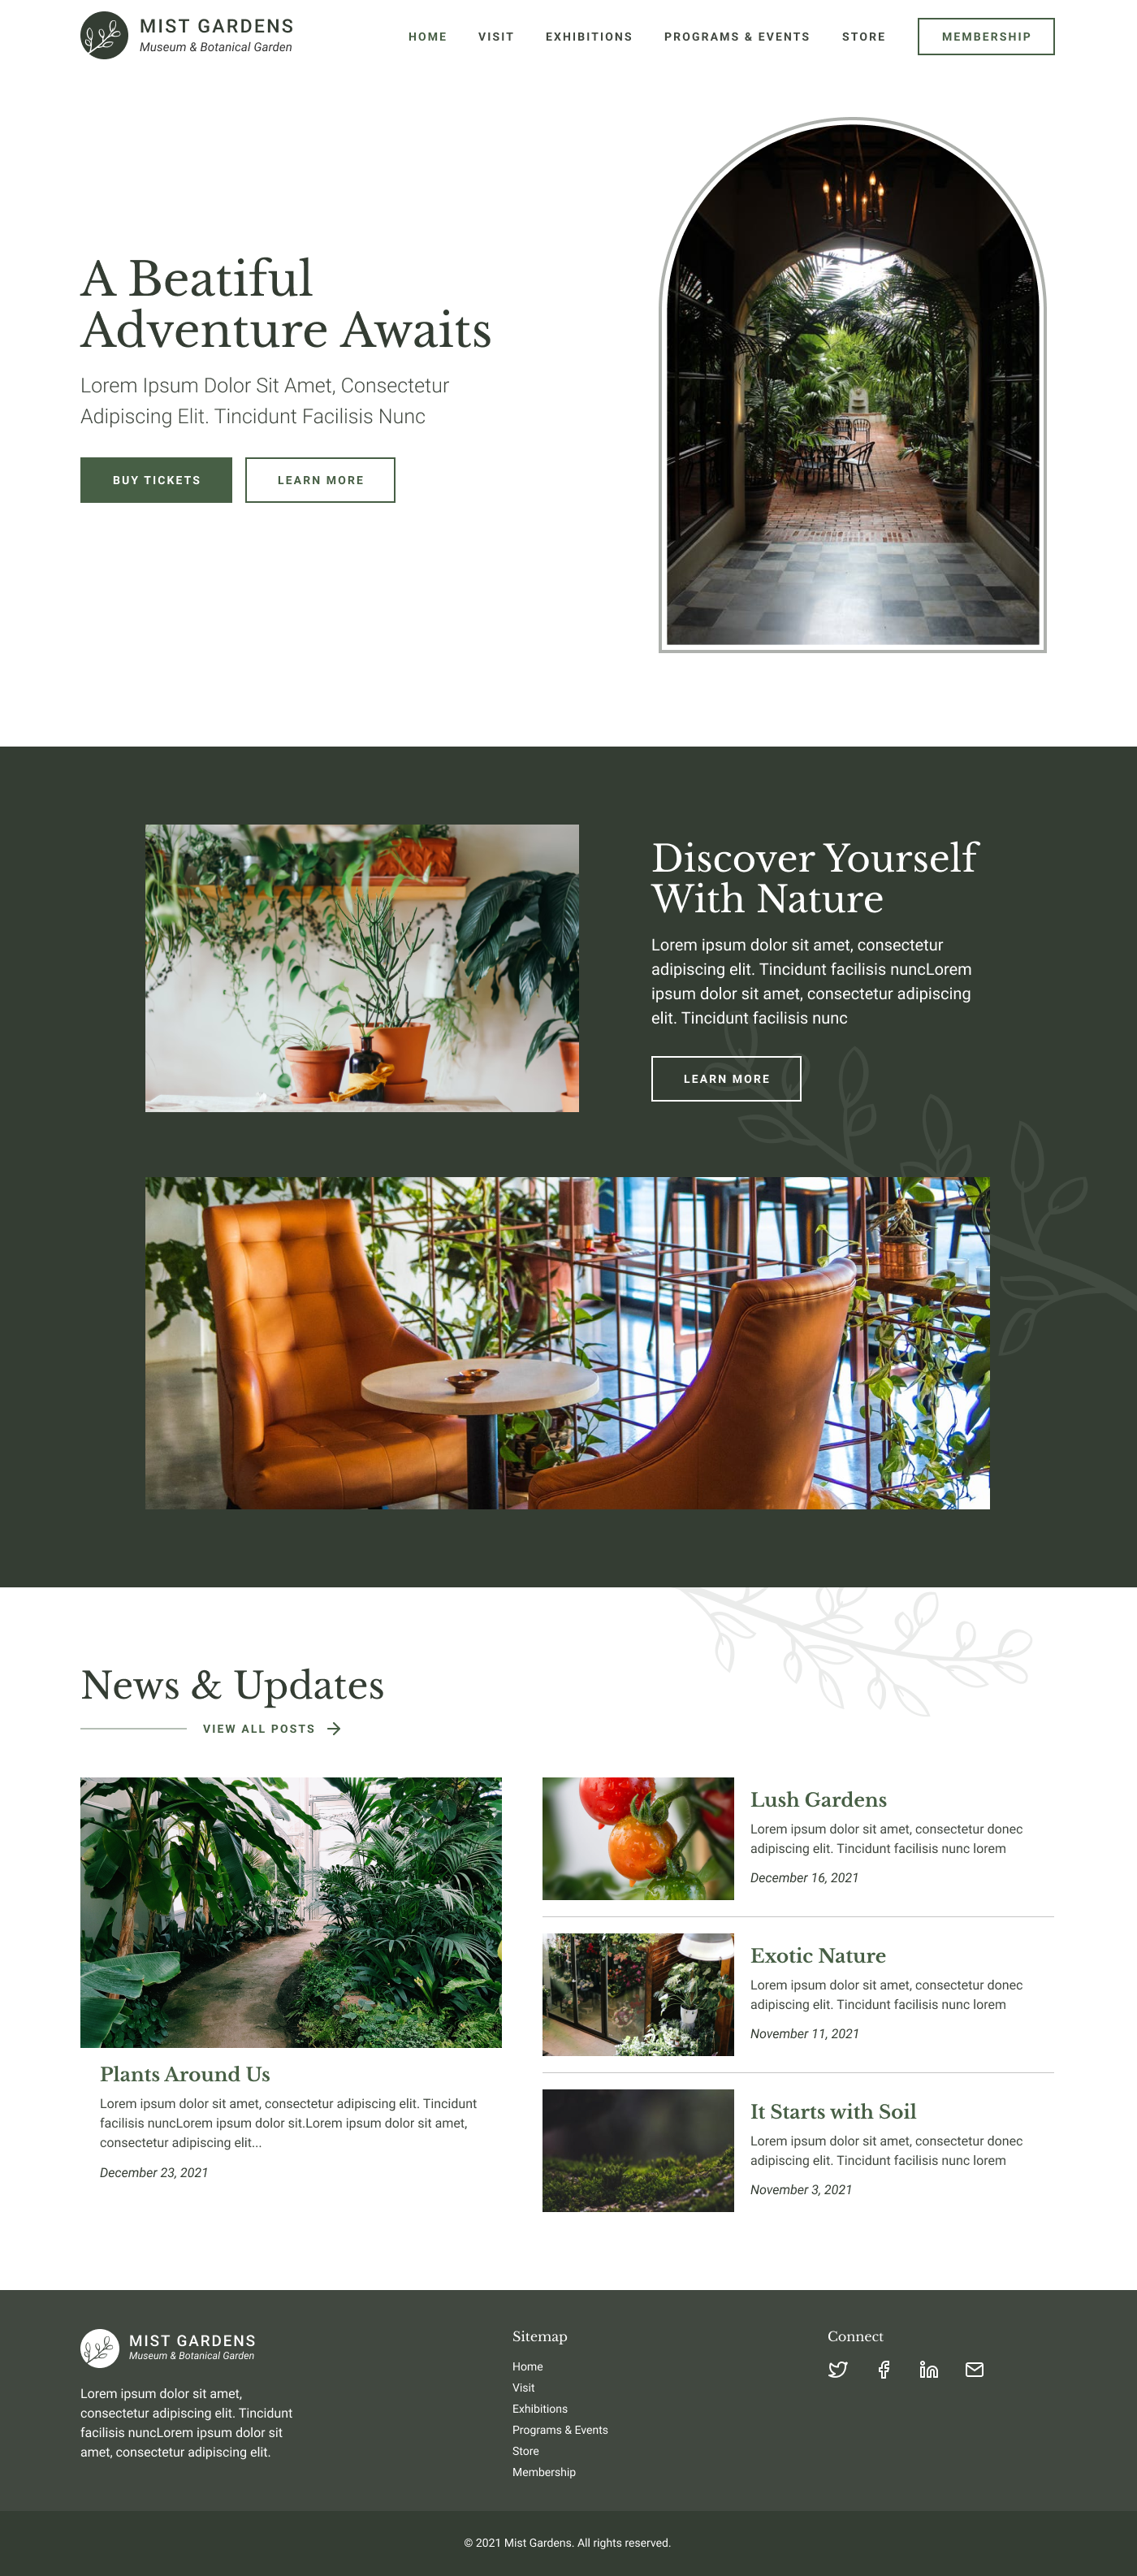 MIST GARDENS
Museum & Botanical Garden
HOME
VISIT
EXHIBITIONS
PROGRAMS & EVENTS
STORE
MEMBERSHIP
A Beatiful
Adventure Awaits
Lorem Ipsum Dolor Sit Amet, Consectetur
Adipiscing Elit. Tincidunt Facilisis Nunc
BUY TICKETS
LEARN MORE
Discover Yourself
With Nature
Lorem ipsum dolor sit amet, consectetur
adipiscing elit. Tincidunt facilisis nuncLorem
ipsum dolor sit amet, consectetur adipiscing
elit. Tincidunt facilisis nunc
LEARN MORE
News & Updates
VIEW ALL POSTS
Plants Around Us
Lorem ipsum dolor sit amet, consectetur adipiscing elit. Tincidunt
facilisis nuncLorem ipsum dolor sit.Lorem ipsum dolor sit amet,
consectetur adipiscing elit...
December 23, 2021
Lush Gardens
Lorem ipsum dolor sit amet, consectetur donec
adipiscing elit. Tincidunt facilisis nunc lorem
December 16, 2021
Exotic Nature
Lorem ipsum dolor sit amet, consectetur donec
adipiscing elit. Tincidunt facilisis nunc lorem
November 11, 2021
It Starts with Soil
Lorem ipsum dolor sit amet, consectetur donec
adipiscing elit. Tincidunt facilisis nunc lorem
November 3, 2021
MIST GARDENS
Museum & Botanical Garden
Lorem ipsum dolor sit amet,
consectetur adipiscing elit. Tincidunt
facilisis nuncLorem ipsum dolor sit
amet, consectetur adipiscing elit.
Sitemap
Home
Visit
Exhibitions
Programs & Events
Store
Membership
Connect
© 2021 Mist Gardens. All rights reserved.